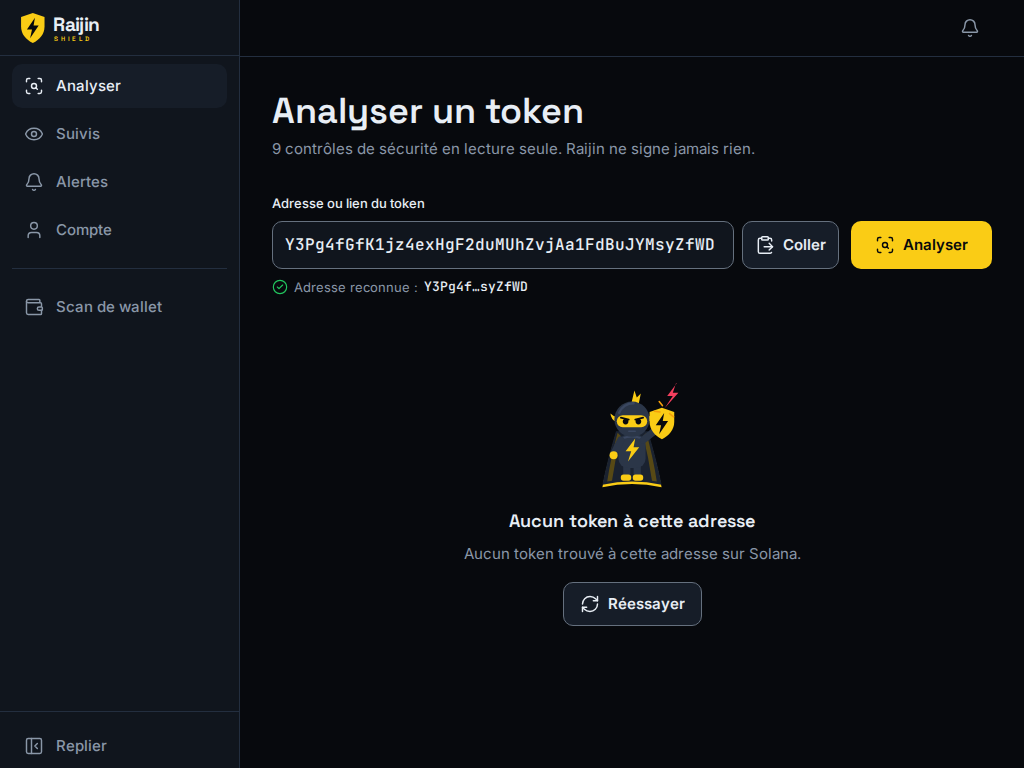 Raijin
SHIELD
Analyser
Suivis
Alertes
Compte
Scan de wallet
Replier
Analyser un token
9 contrôles de sécurité en lecture seule. Raijin ne signe jamais rien.
Adresse ou lien du token
Y3Pg4fGfK1jz4exHgF2duMUhZvjAa1FdBuJYMsyZfWD
Coller
Analyser
Adresse reconnue : Y3Pg4f…syZfWD
Aucun token à cette adresse
Aucun token trouvé à cette adresse sur Solana.
Réessayer